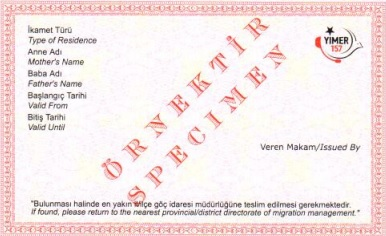 İkamet Türü
Type of Residence
Anne Adı
Mother's Name
Baba Adı
Father's Name
Başlangıç Tarihi
Valid From
Bitiş Tarihi
Valid Until
YIMER
157
ÖRNEKTİR
SPECIMEN
Veren Makam/Issued By
"Bulunması halinde en yakın il/ilçe göç idaresi müdürlüğüne teslim edilmesi gerekmektedir.
If found, please return to the nearest provincial/district directorate of migration management."